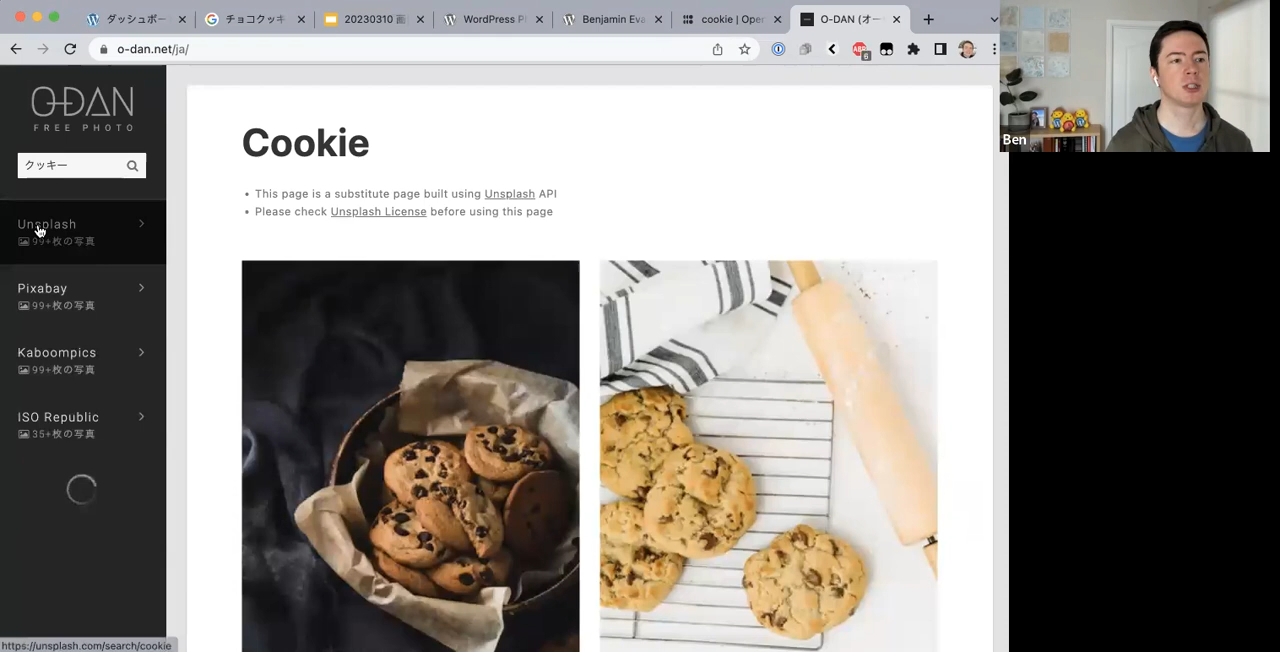 ダッシュボー
チョコクッキ
20230310 画
WordPress P
Benjamin Eva
cookie | Ope
O-DAN (オー
o-dan.net/ja/
6
O-DAN
FREE PHOTO
クッキー
Unsplash
99+枚の写真
Pixabay
99+枚の写真
Kaboompics
99+枚の写真
ISO Republic
35+枚の写真
Cookie
• This page is a substitute page built using Unsplash API
• Please check Unsplash License before using this page
Ben
https://unsplash.com/search/cookie